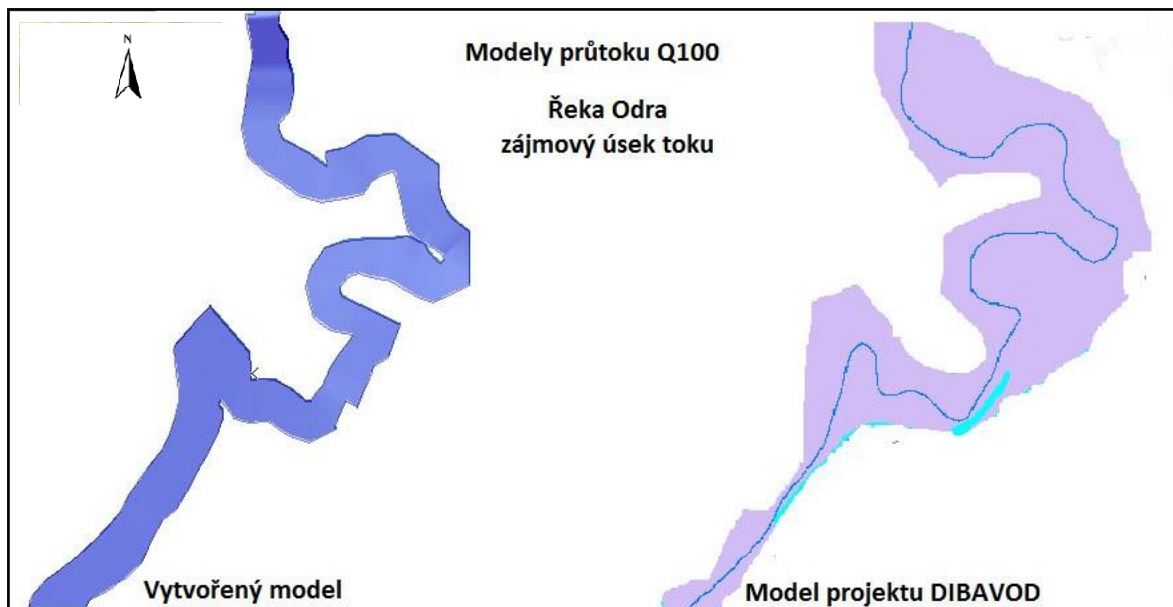 N
Modely průtoku Q100
Řeka Odra
zájmový úsek toku
Vytvořený model
Model projektu DIBAVOD